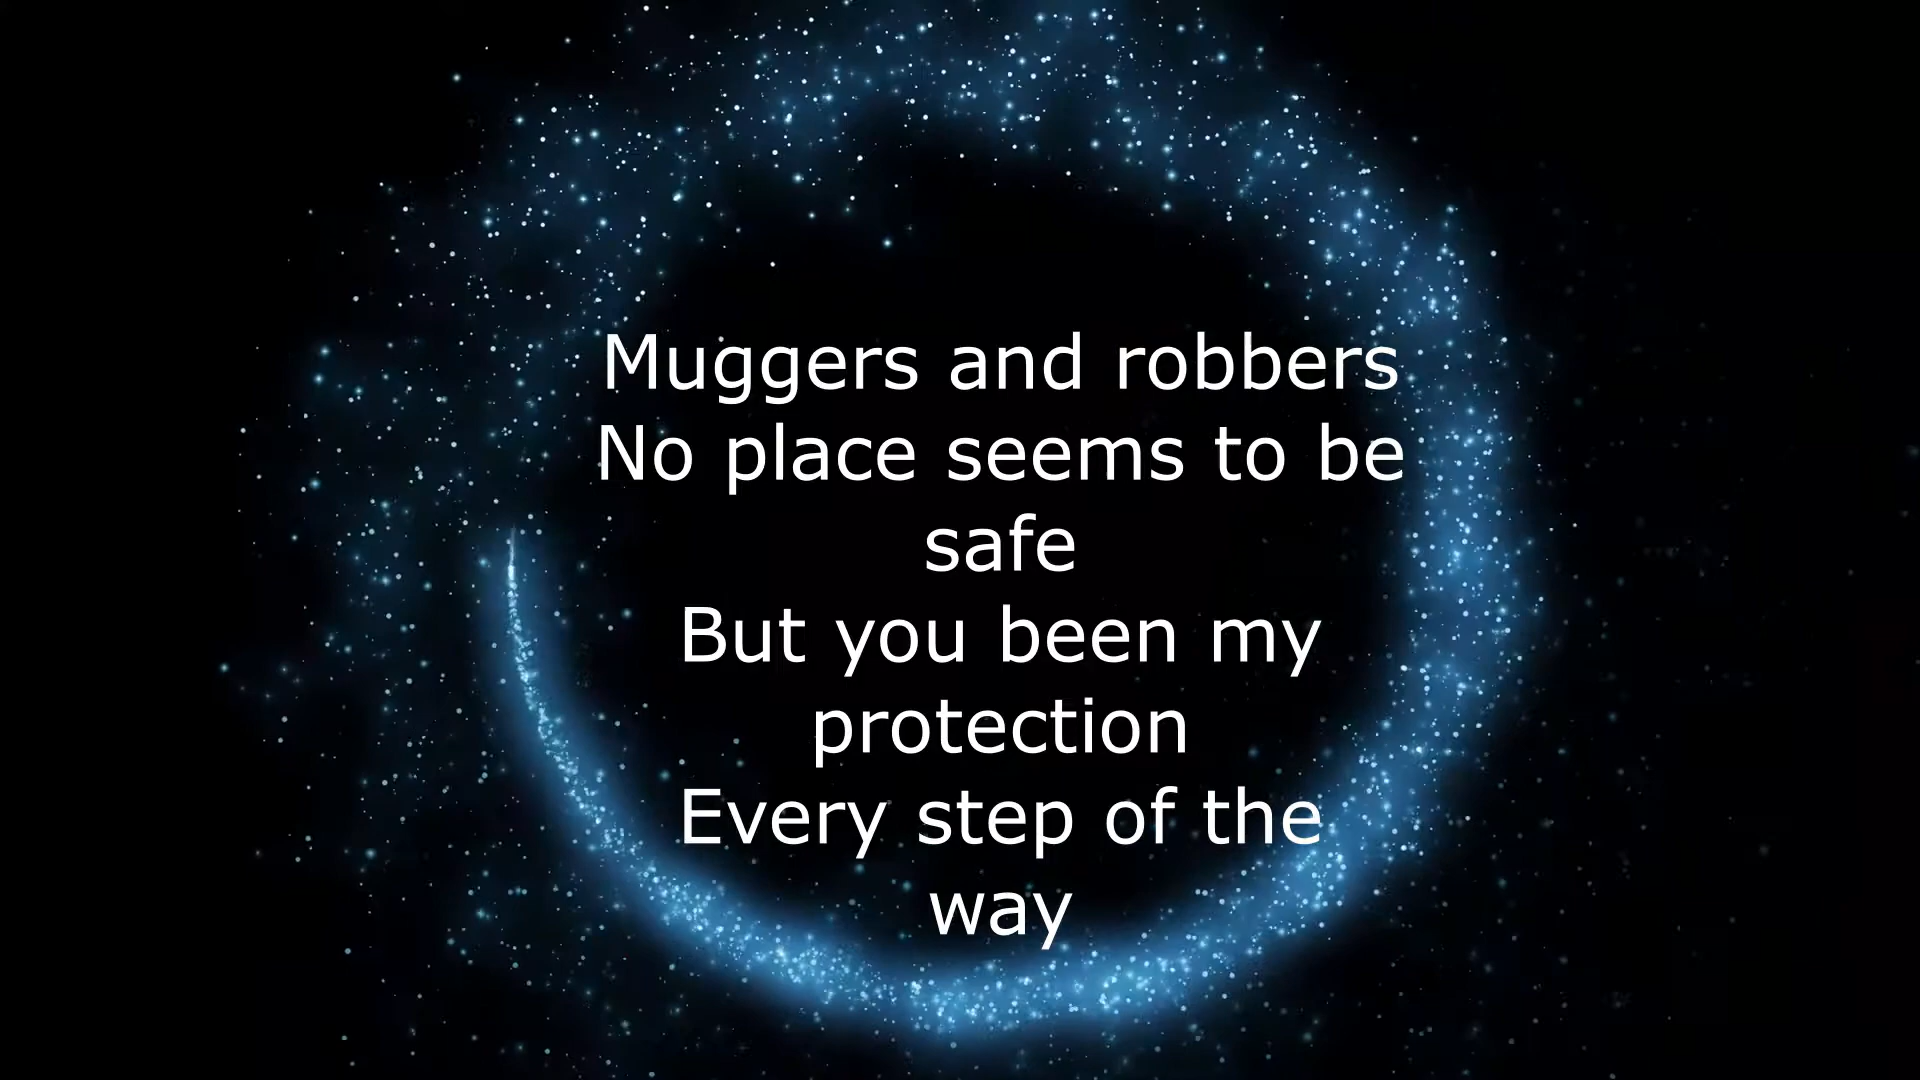 Muggers and robbers
No place seems to be
safe
But you been my
protection
Every step of the
way